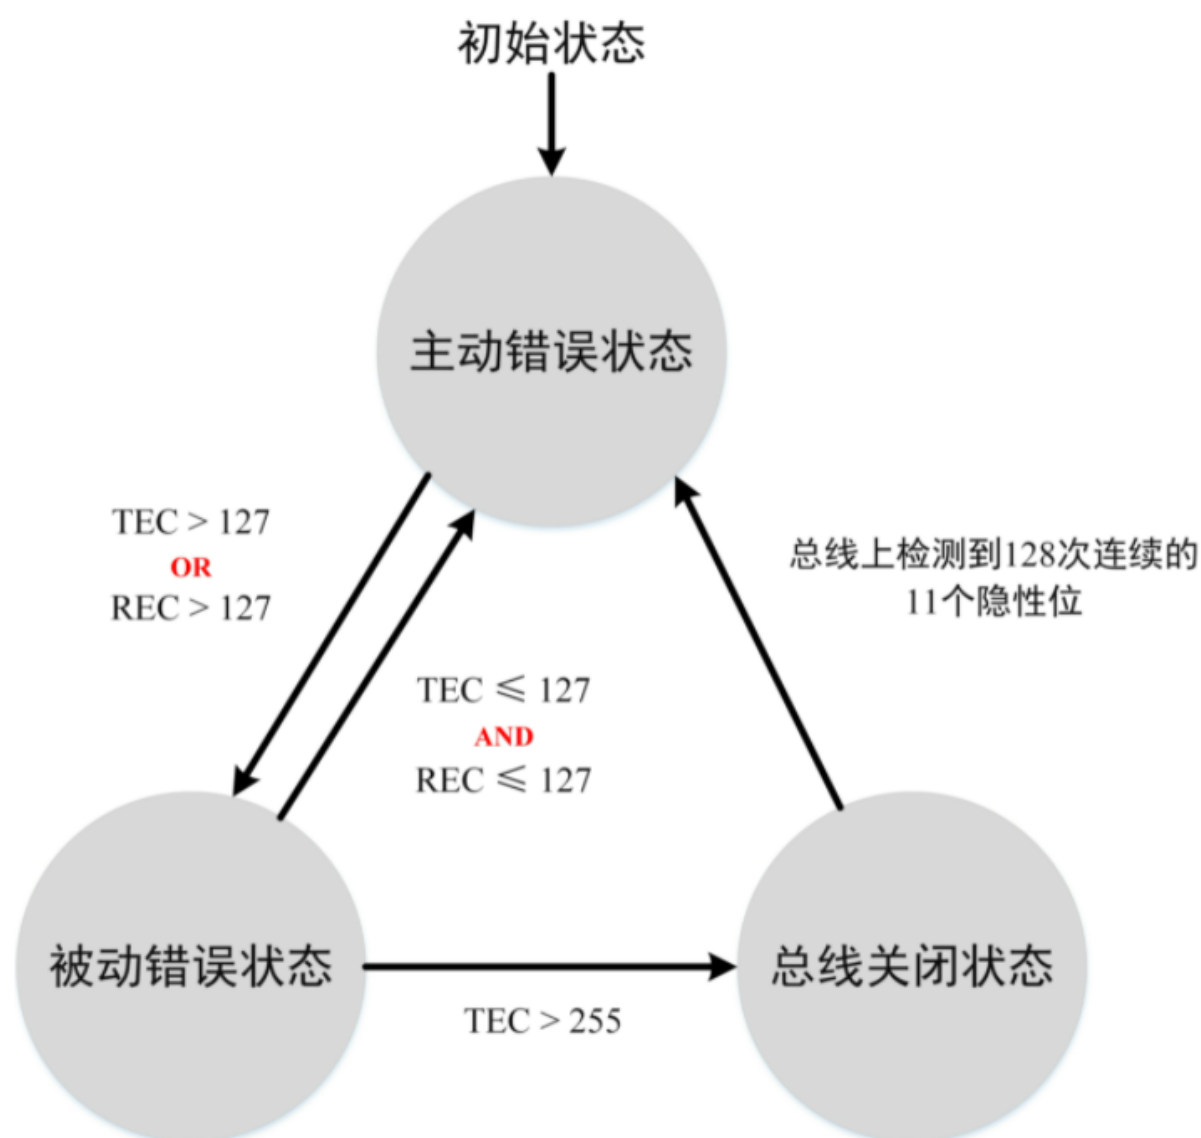 初始状态
主动错误状态
TEC > 127
OR
REC > 127
总线上检测到128次连续的
11个隐性位
TEC ≤ 127
AND
REC ≤ 127
被动错误状态
TEC > 255
总线关闭状态